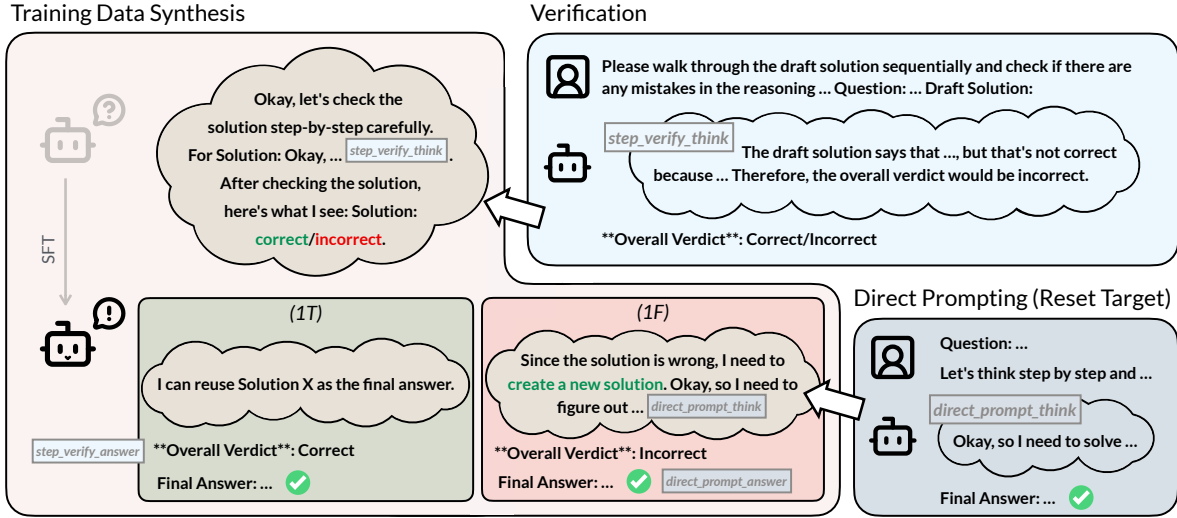 Training Data Synthesis
Okay, let's check the
solution step-by-step carefully.
For Solution: Okay, ... step_verify_think .
After checking the solution,
here's what I see: Solution:
correct/incorrect.
SFT
Verification
Please walk through the draft solution sequentially and check if there are
any mistakes in the reasoning ... Question: ... Draft Solution:
step_verify_think
The draft solution says that ..., but that's not correct
because ... Therefore, the overall verdict would be incorrect.
**Overall Verdict**: Correct/Incorrect
(1T)
I can reuse Solution X as the final answer.
step_verify_answer
**Overall Verdict**: Correct
Final Answer: ...
(1F)
Since the solution is wrong, I need to
create a new solution. Okay, so I need to
figure out ... direct_prompt_think
**Overall Verdict**: Incorrect
Final Answer: ... direct_prompt_answer
Direct Prompting (Reset Target)
Question: ...
Let's think step by step and ...
direct_prompt_think
Okay, so I need to solve ...
Final Answer: ...